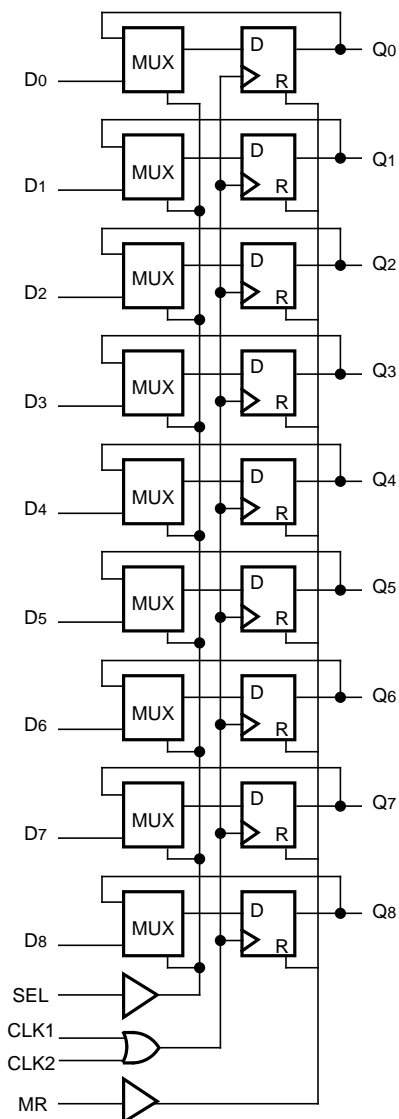 D Q0
MUX
D0 R
D Q1
MUX
D1 R
D Q2
MUX
D2 R
D Q3
MUX
D3 R
D Q4
MUX
D4 R
D Q5
MUX
D5 R
D Q6
MUX
D6 R
D Q7
MUX
D7 R
D Q8
MUX
D8 R
SEL
CLK1
CLK2
MR